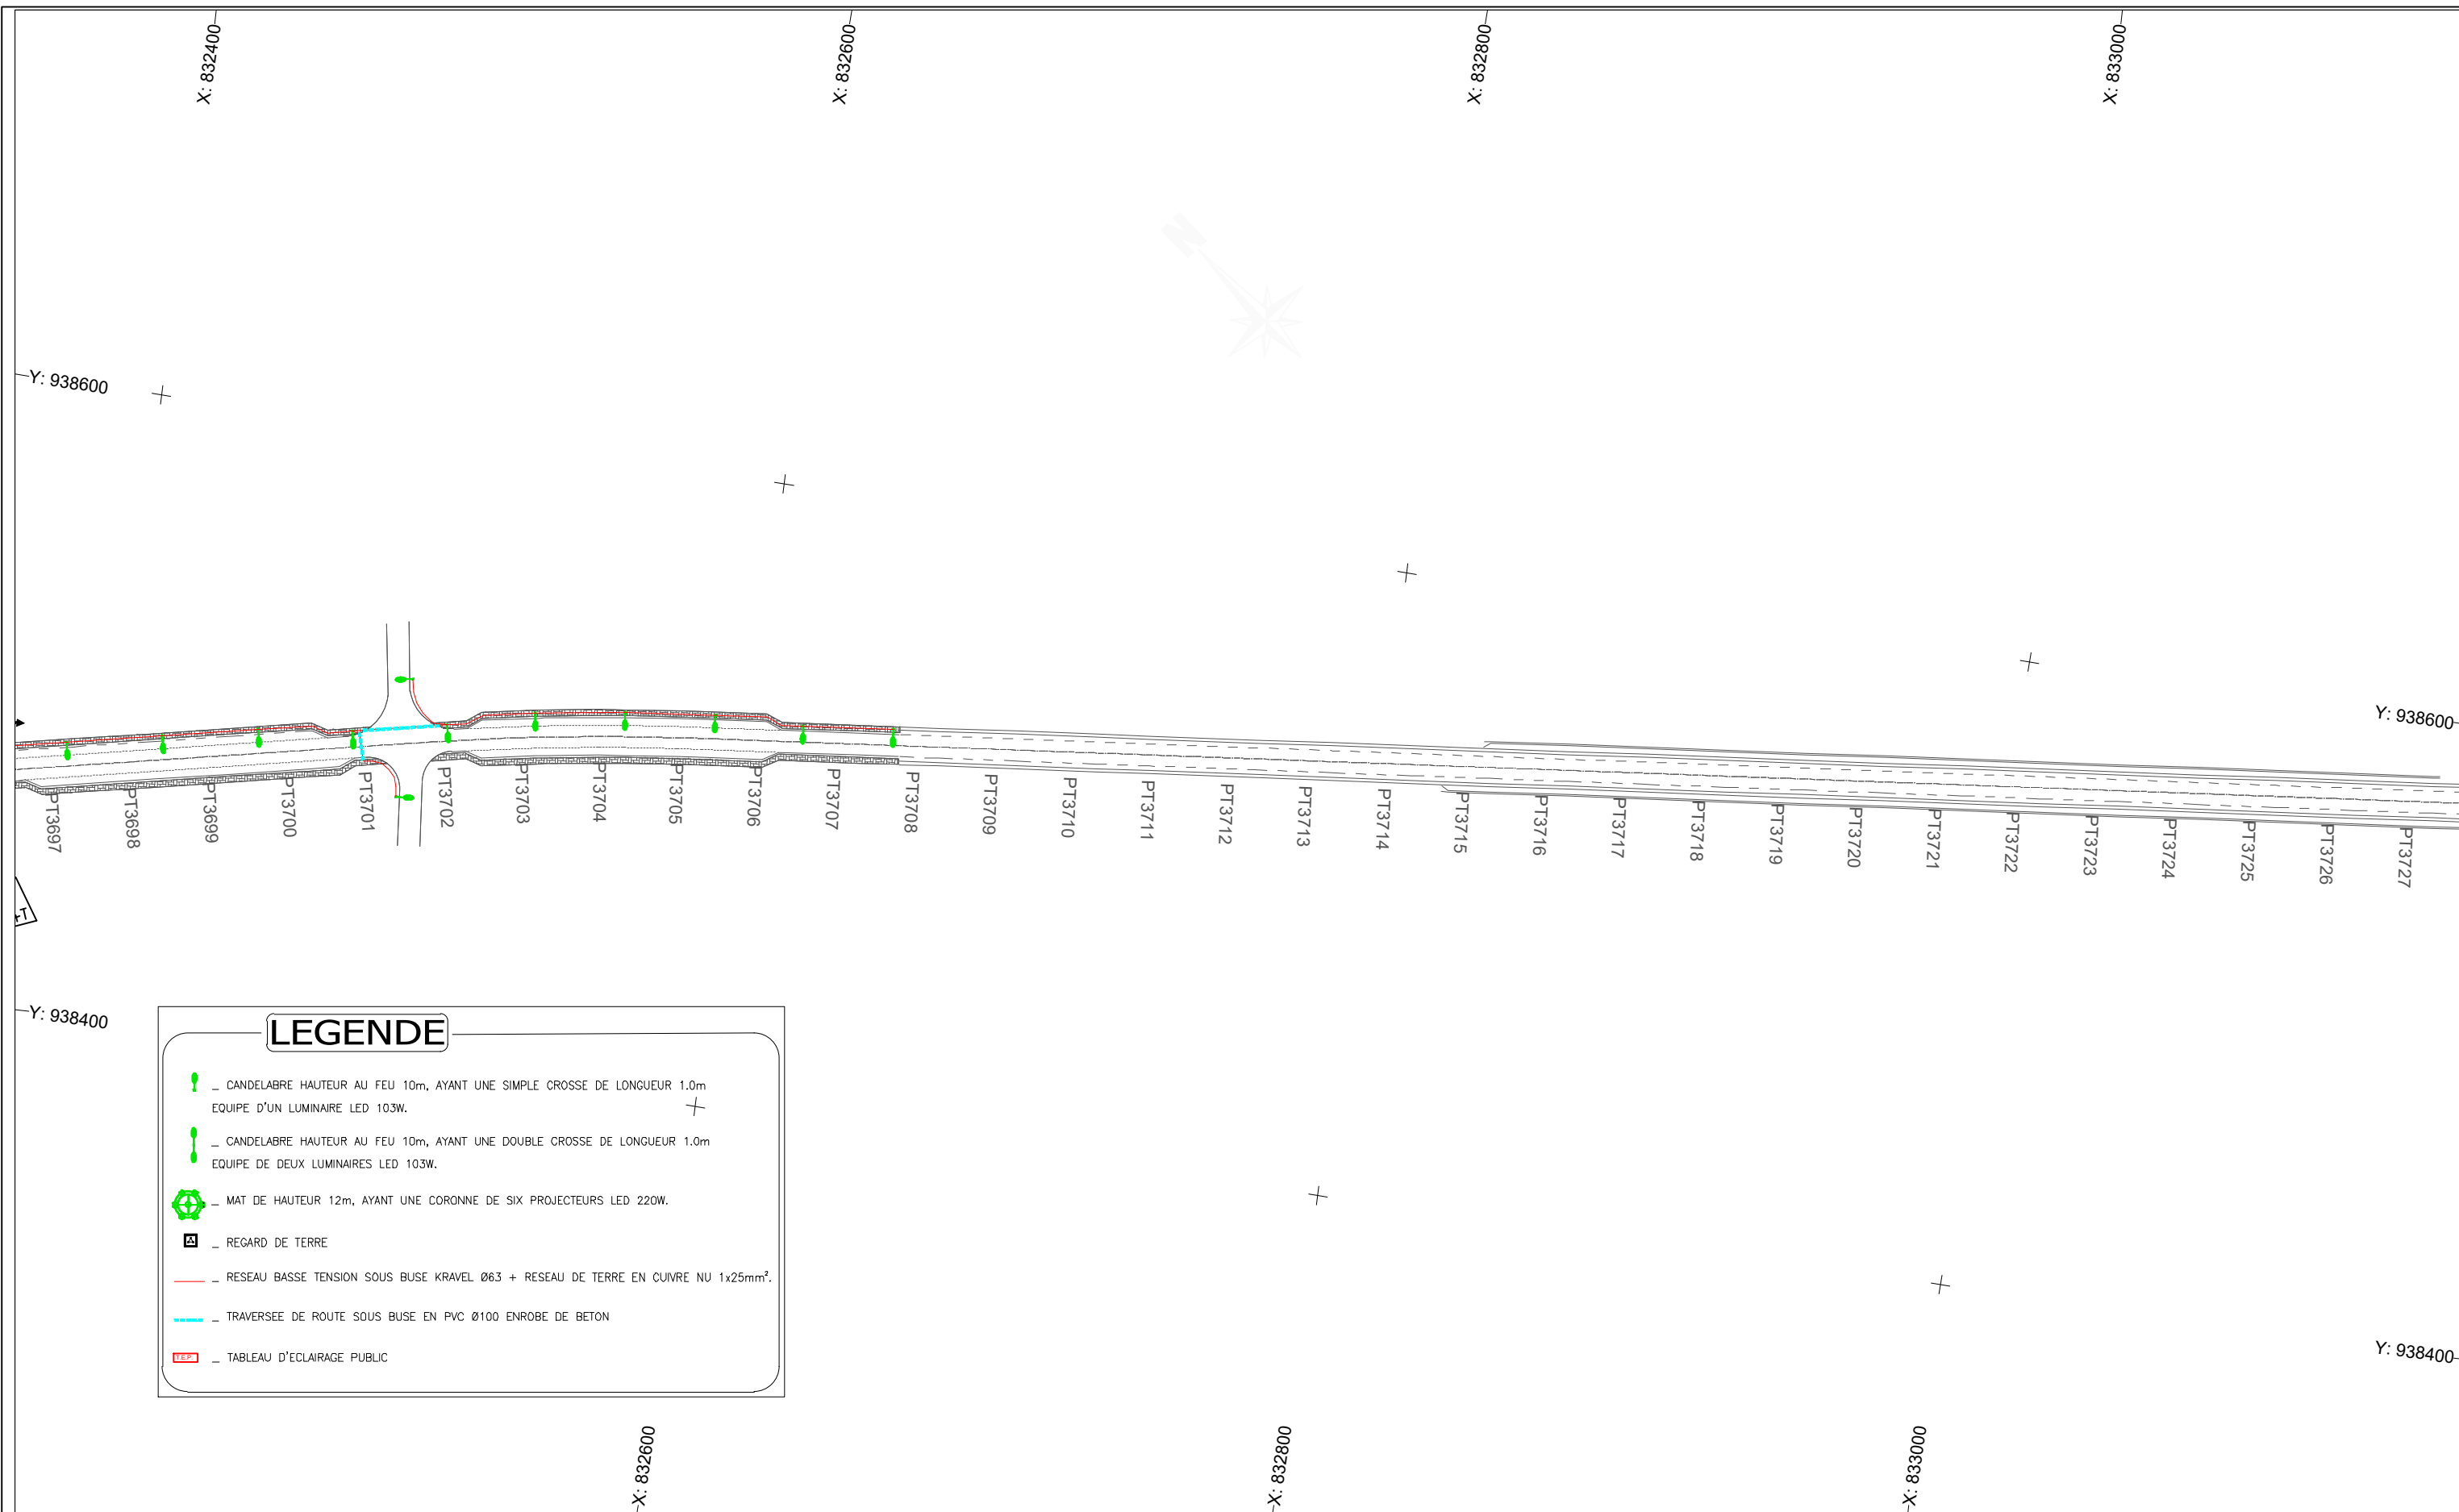 X: 832400
X: 832600
X: 832800
X: 833000
N
Y: 938600
Y: 938600
PT3697
PT3698
PT3699
PT3700
PT3701
PT3702
PT3703
PT3704
PT3705
PT3706
PT3707
PT3708
PT3709
PT3710
PT3711
PT3712
PT3713
PT3714
PT3715
PT3716
PT3717
PT3718
PT3719
PT3720
PT3721
PT3722
PT3723
PT3724
PT3725
PT3726
PT3727
Y: 938400
LEGENDE
_ CANDELABRE HAUTEUR AU FEU 10m, AYANT UNE SIMPLE CROSSE DE LONGUEUR 1.0m
EQUIPE D'UN LUMINAIRE LED 103W.
_ CANDELABRE HAUTEUR AU FEU 10m, AYANT UNE DOUBLE CROSSE DE LONGUEUR 1.0m
EQUIPE DE DEUX LUMINAIRES LED 103W.
_ MAT DE HAUTEUR 12m, AYANT UNE CORONNE DE SIX PROJECTEURS LED 220W.
_ REGARD DE TERRE
_ RESEAU BASSE TENSION SOUS BUSE KRAVEL Ø63 + RESEAU DE TERRE EN CUIVRE NU 1x25mm².
_ TRAVERSEE DE ROUTE SOUS BUSE EN PVC Ø100 ENROBE DE BETON
T.E.P. _ TABLEAU D'ECLAIRAGE PUBLIC
Y: 938400
X: 832600
X: 832800
X: 833000